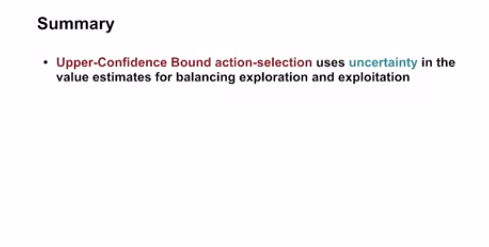 Summary
• Upper-Confidence Bound action-selection uses uncertainty in the
value estimates for balancing exploration and exploitation